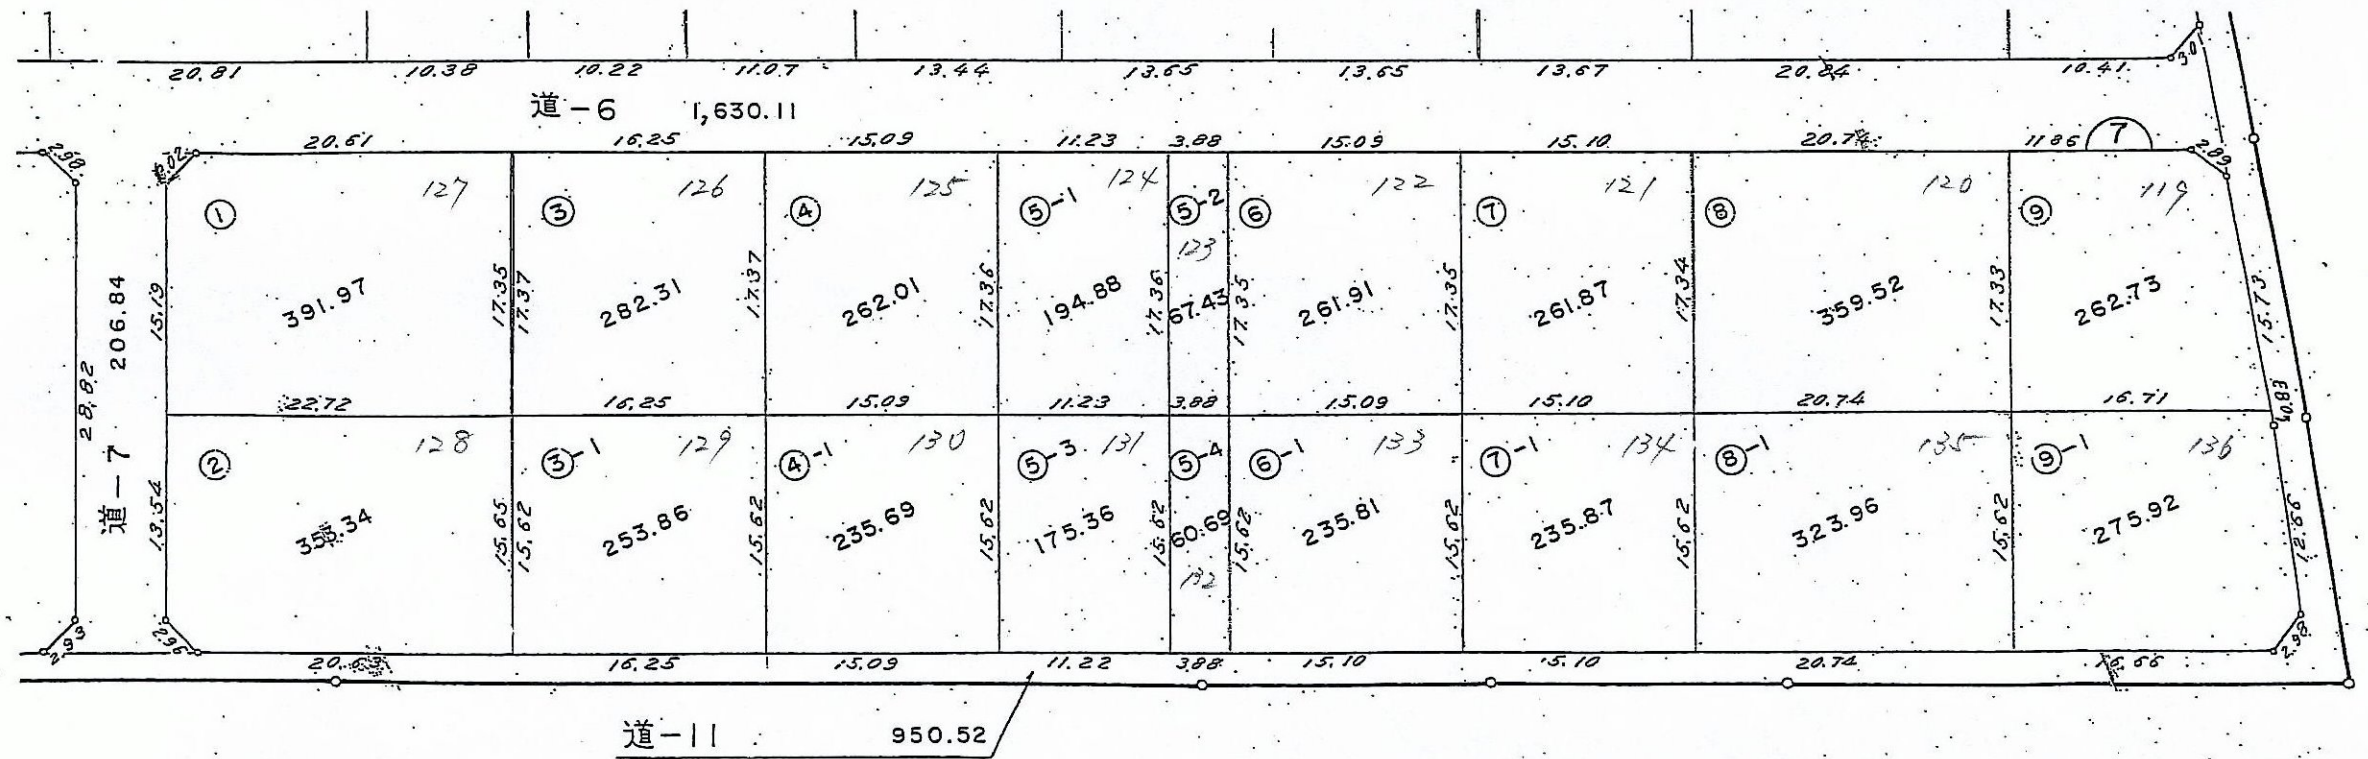 20.81 10.38 10.22 11.07 13.44 13.65 13.65 13.67 20.84 10.41 3.01
道-6 1,630.11
2.98 3.02 20.61 16.25 15.09 11.23 3.88 15.09 15.10 20.74 11.86 7 2.89
127 126 125 124 122 121 120 119
① ③ ④ ⑤-1 ⑤-2 ⑥ ⑦ ⑧ ⑨
123
道-7 206.84
28.82
15.19 17.35 17.37 17.37 17.36 17.36 17.35 17.35 17.34 17.33 15.73
391.97 282.31 262.01 194.88 67.43 261.91 261.87 359.52 262.73
22.72 16.25 15.09 11.23 3.88 15.09 15.10 20.74 16.71 0.83
128 129 130 131 133 134 135 136
② ③-1 ④-1 ⑤-3 ⑤-4 ⑥-1 ⑦-1 ⑧-1 ⑨-1
13.54 15.65 15.62 15.62 15.62 15.62 15.62 15.62 15.62 15.62 12.66
353.34 253.86 235.69 175.36 60.69 235.81 235.87 323.96 275.92
132
2.93 2.96 20.63 16.25 15.09 11.22 3.88 15.10 15.10 20.74 16.66 2.98
道-11 950.52